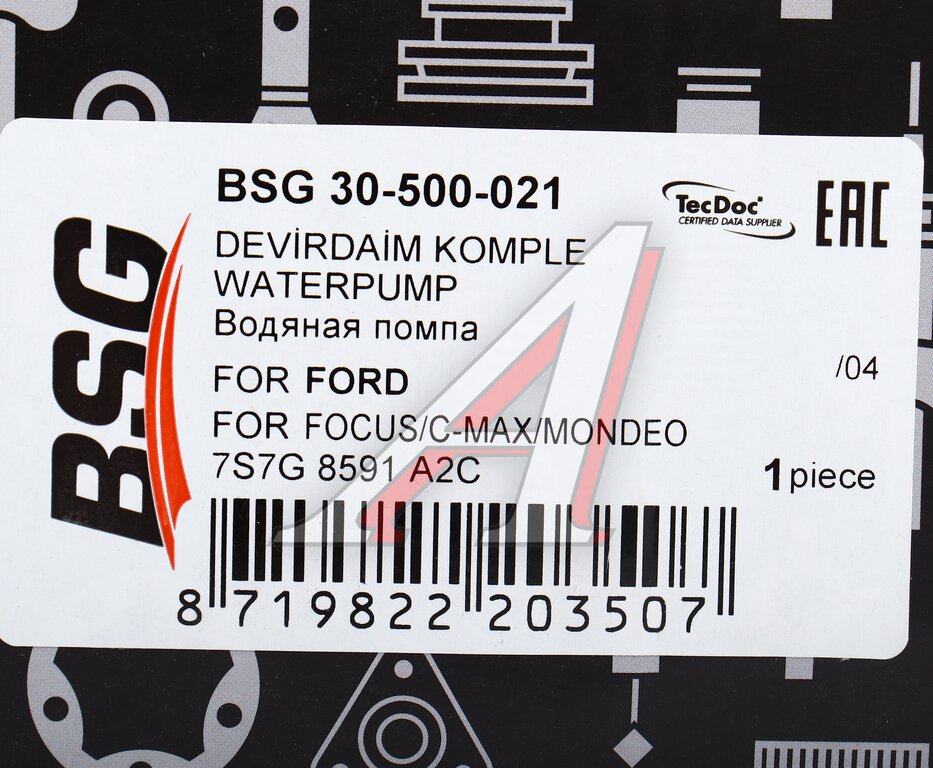 BSG
BSG 30-500-021
TecDoc®
CERTIFIED DATA SUPPLIER
EAC
DEVİRDAİM KOMPLE
WATERPUMP
Водяная помпа
/04
FOR FORD
FOR FOCUS/C-MAX/MONDEO
7S7G 8591 A2C
1 piece
8 719822 203507